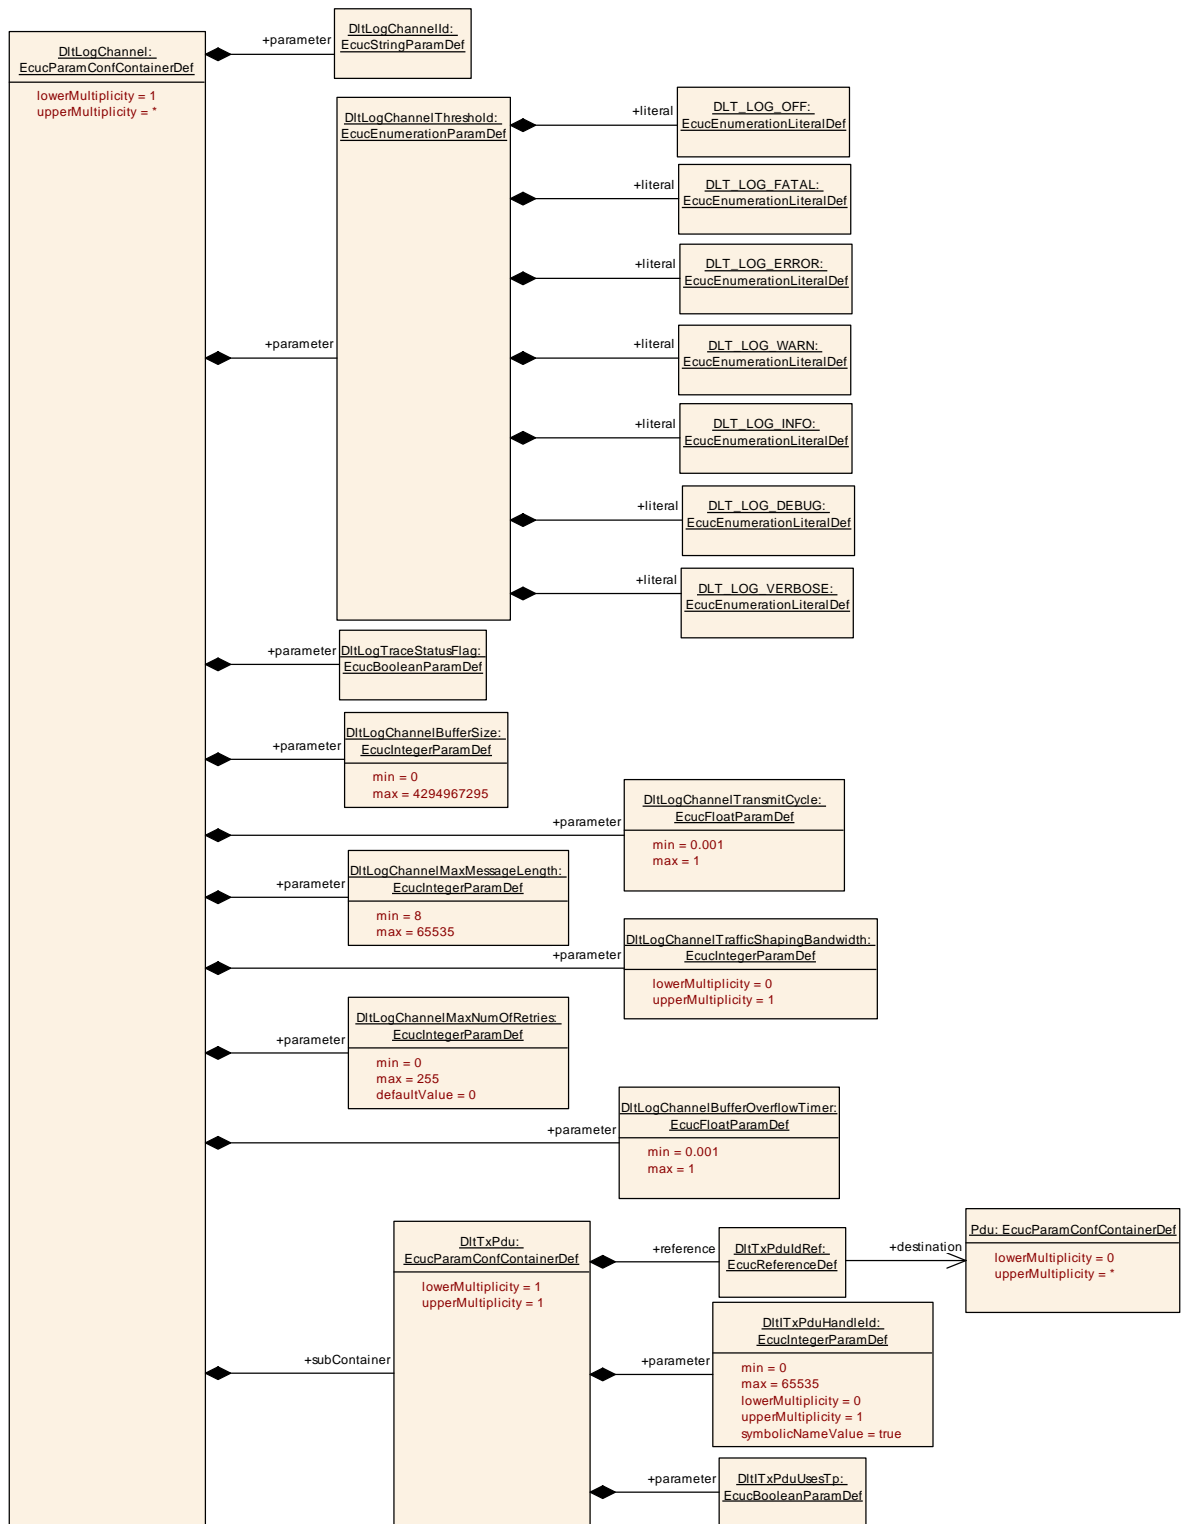 DltLogChannel:
EcucParamConfContainerDef
lowerMultiplicity = 1
upperMultiplicity = *
+parameter
DltLogChannelId:
EcucStringParamDef
+parameter
DltLogChannelThreshold:
EcucEnumerationParamDef
+literal
DLT_LOG_OFF:
EcucEnumerationLiteralDef
+literal
DLT_LOG_FATAL:
EcucEnumerationLiteralDef
+literal
DLT_LOG_ERROR:
EcucEnumerationLiteralDef
+literal
DLT_LOG_WARN:
EcucEnumerationLiteralDef
+literal
DLT_LOG_INFO:
EcucEnumerationLiteralDef
+literal
DLT_LOG_DEBUG:
EcucEnumerationLiteralDef
+literal
DLT_LOG_VERBOSE:
EcucEnumerationLiteralDef
+parameter
DltLogTraceStatusFlag:
EcucBooleanParamDef
+parameter
DltLogChannelBufferSize:
EcucIntegerParamDef
min = 0
max = 4294967295
+parameter
DltLogChannelTransmitCycle:
EcucFloatParamDef
min = 0.001
max = 1
+parameter
DltLogChannelMaxMessageLength:
EcucIntegerParamDef
min = 8
max = 65535
+parameter
DltLogChannelTrafficShapingBandwidth:
EcucIntegerParamDef
lowerMultiplicity = 0
upperMultiplicity = 1
+parameter
DltLogChannelMaxNumOfRetries:
EcucIntegerParamDef
min = 0
max = 255
defaultValue = 0
+parameter
DltLogChannelBufferOverflowTimer:
EcucFloatParamDef
min = 0.001
max = 1
+subContainer
DltTxPdu:
EcucParamConfContainerDef
lowerMultiplicity = 1
upperMultiplicity = 1
+reference
DltTxPduIdRef:
EcucReferenceDef
+destination
Pdu: EcucParamConfContainerDef
lowerMultiplicity = 0
upperMultiplicity = *
+parameter
DltITxPduHandleId:
EcucIntegerParamDef
min = 0
max = 65535
lowerMultiplicity = 0
upperMultiplicity = 1
symbolicNameValue = true
+parameter
DltITxPduUsesTp:
EcucBooleanParamDef